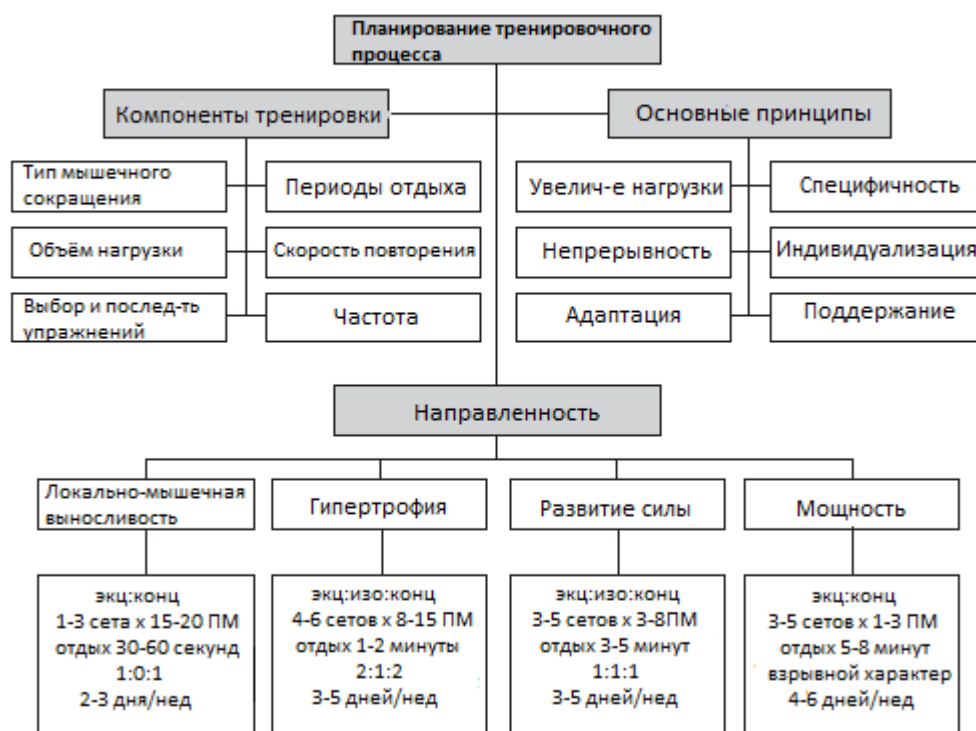 Планирование тренировочного
процесса
Компоненты тренировки
Основные принципы
Тип мышечного
сокращения
Периоды отдыха
Увелич-е нагрузки
Специфичность
Объём нагрузки
Скорость повторения
Непрерывность
Индивидуализация
Выбор и послед-ть
упражнений
Частота
Адаптация
Поддержание
Направленность
Локально-мышечная
выносливость
Гипертрофия
Развитие силы
Мощность
экц:конц
1-3 сета х 15-20 ПМ
отдых 30-60 секунд
1:0:1
2-3 дня/нед
экц:изо:конц
4-6 сетов х 8-15 ПМ
отдых 1-2 минуты
2:1:2
3-5 дней/нед
экц:изо:конц
3-5 сетов х 3-8ПМ
отдых 3-5 минут
1:1:1
3-5 дней/нед
экц:конц
3-5 сетов х 1-3 ПМ
отдых 5-8 минут
взрывной характер
4-6 дней/нед